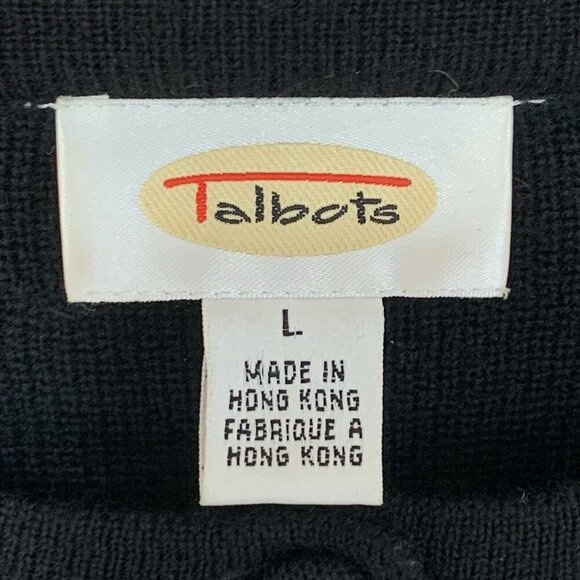 Talbots
L
MADE IN
HONG KONG
FABRIQUE A
HONG KONG